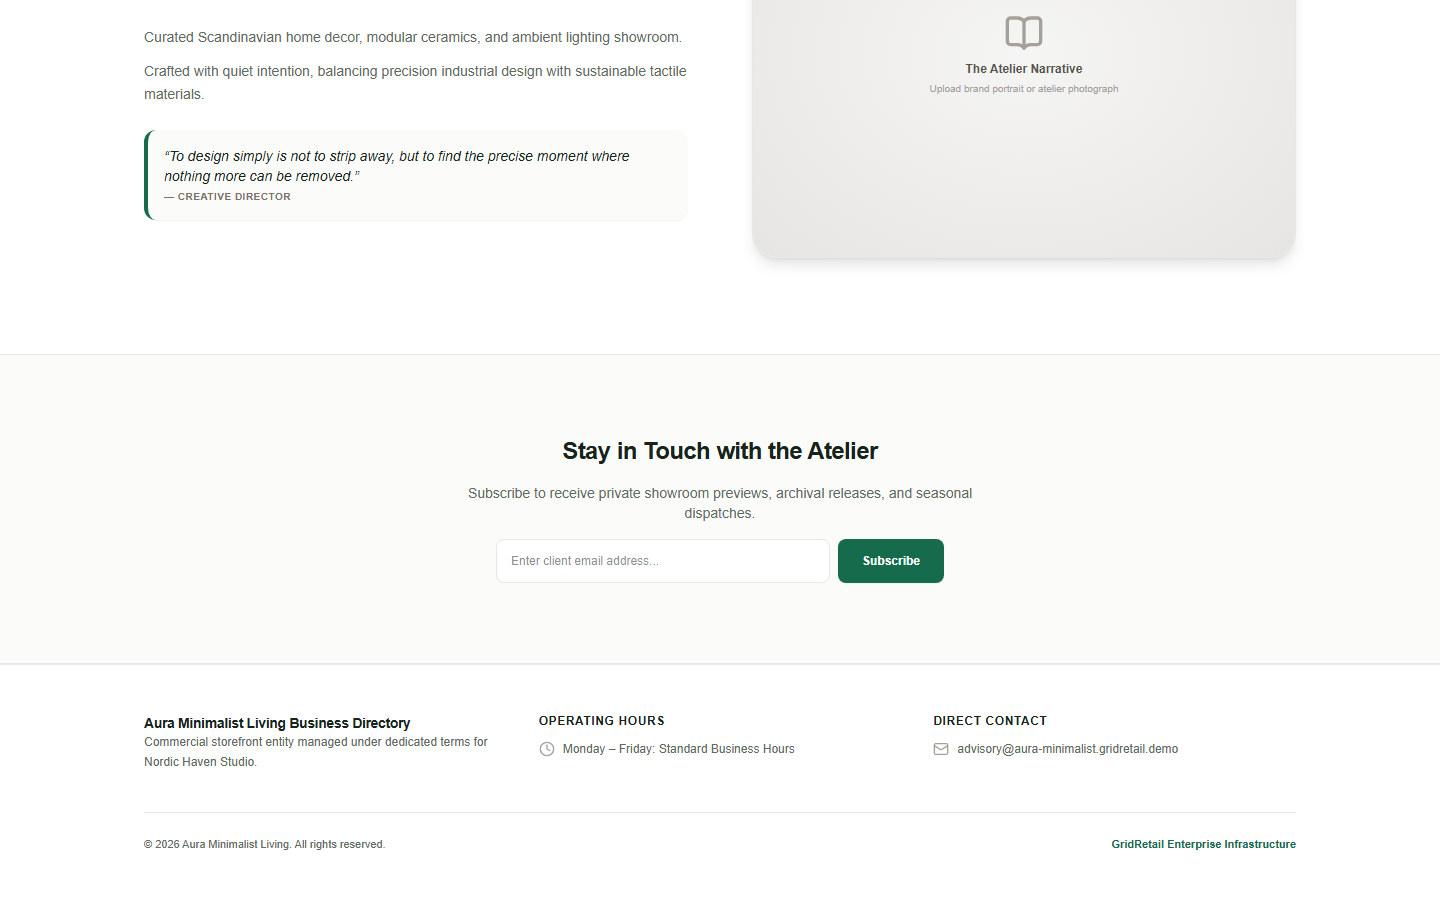 Curated Scandinavian home decor, modular ceramics, and ambient lighting showroom.
Crafted with quiet intention, balancing precision industrial design with sustainable tactile
materials.
“To design simply is not to strip away, but to find the precise moment where
nothing more can be removed.”
— CREATIVE DIRECTOR
The Atelier Narrative
Upload brand portrait or atelier photograph
Stay in Touch with the Atelier
Subscribe to receive private showroom previews, archival releases, and seasonal
dispatches.
Enter client email address...
Subscribe
Aura Minimalist Living Business Directory
Commercial storefront entity managed under dedicated terms for
Nordic Haven Studio.
OPERATING HOURS
Monday – Friday: Standard Business Hours
DIRECT CONTACT
advisory@aura-minimalist.gridretail.demo
© 2026 Aura Minimalist Living. All rights reserved.
GridRetail Enterprise Infrastructure